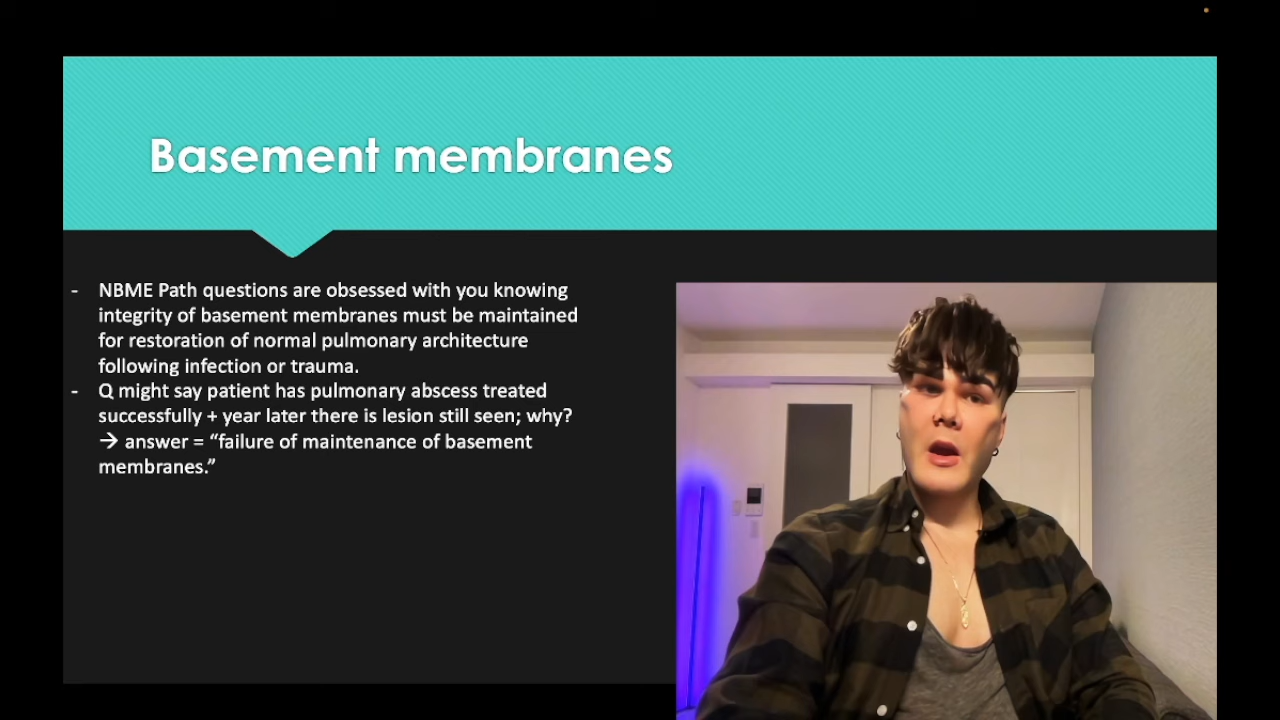 Basement membranes
- NBME Path questions are obsessed with you knowing
integrity of basement membranes must be maintained
for restoration of normal pulmonary architecture
following infection or trauma.
- Q might say patient has pulmonary abscess treated
successfully + year later there is lesion still seen; why?
→ answer = “failure of maintenance of basement
membranes.”